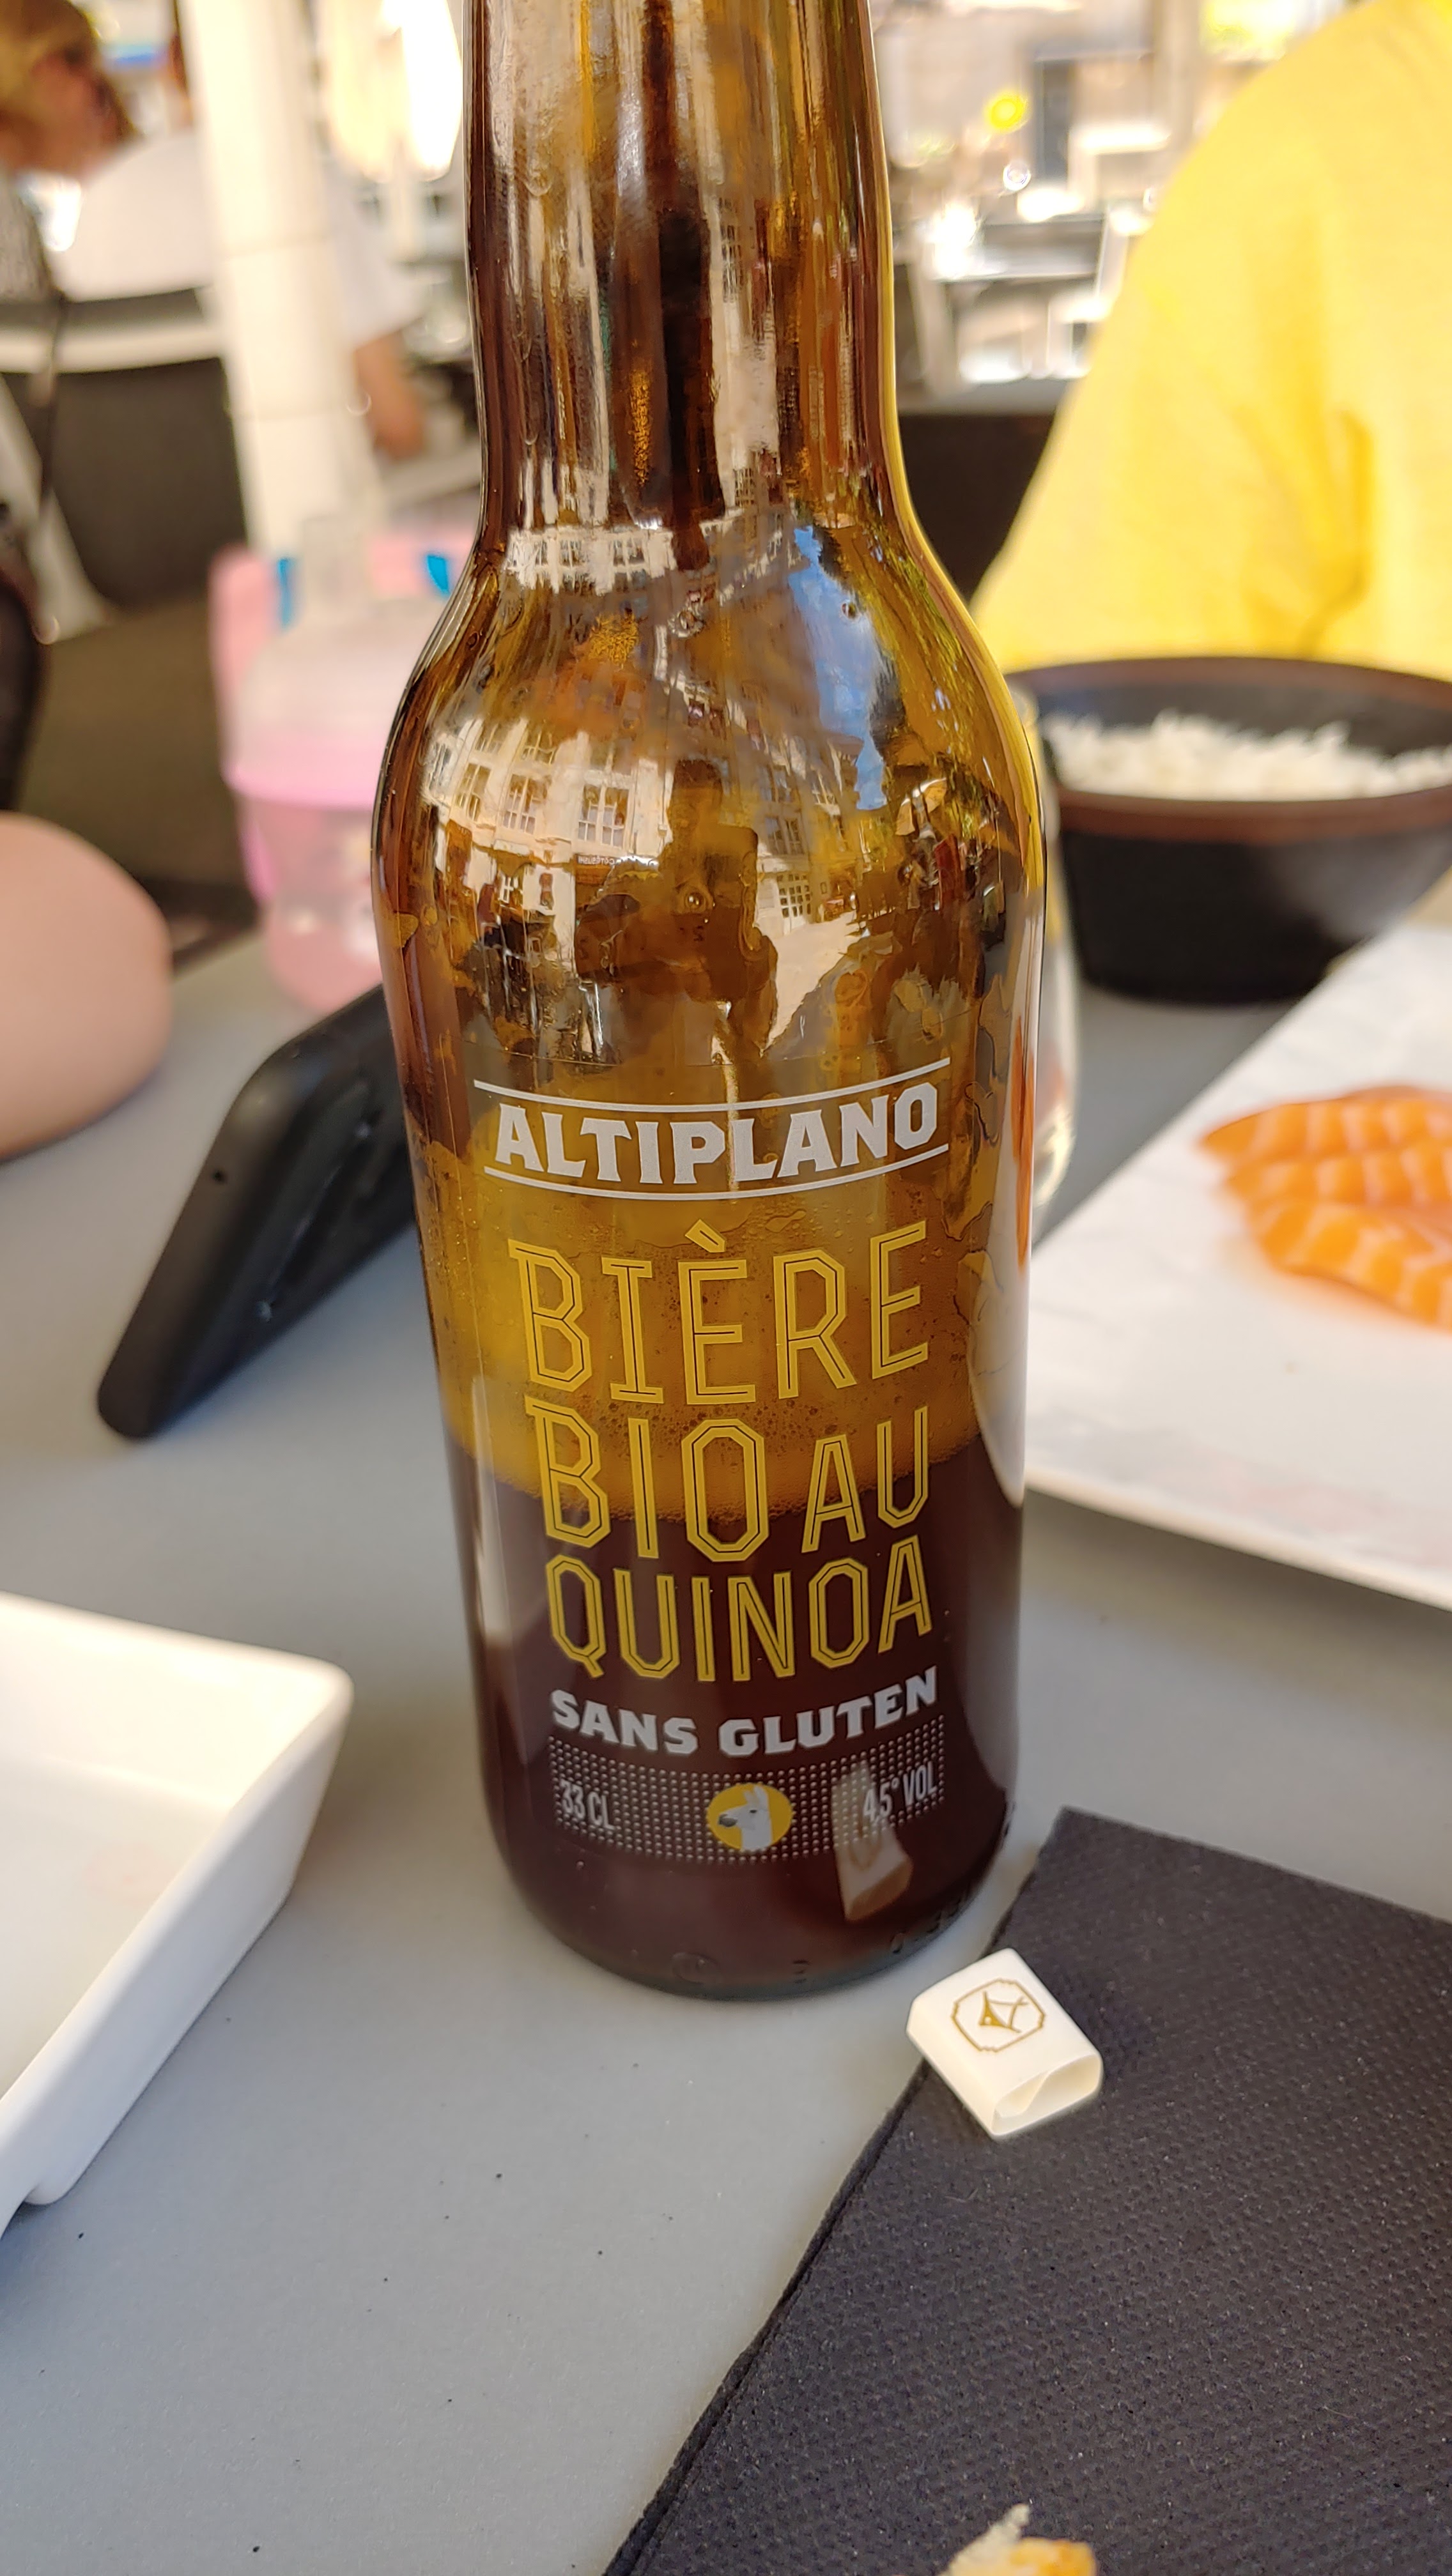 ALTIPLANO
BIÈRE
BIO AU
QUINOA
SANS GLUTEN
33 CL
4,5° VOL